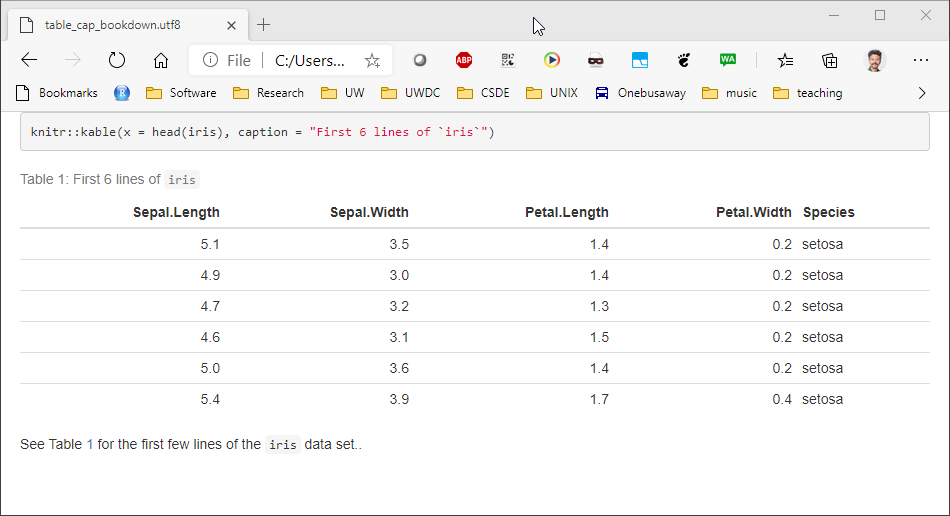 table_cap_bookdown.utf8
File C:/Users...
ABP WA
Bookmarks Software Research UW UWDC CSDE UNIX Onebusaway music teaching
knitr::kable(x = head(iris), caption = "First 6 lines of `iris`")
Table 1: First 6 lines of iris
Sepal.Length Sepal.Width Petal.Length Petal.Width Species
5.1 3.5 1.4 0.2 setosa
4.9 3.0 1.4 0.2 setosa
4.7 3.2 1.3 0.2 setosa
4.6 3.1 1.5 0.2 setosa
5.0 3.6 1.4 0.2 setosa
5.4 3.9 1.7 0.4 setosa
See Table 1 for the first few lines of the iris data set..